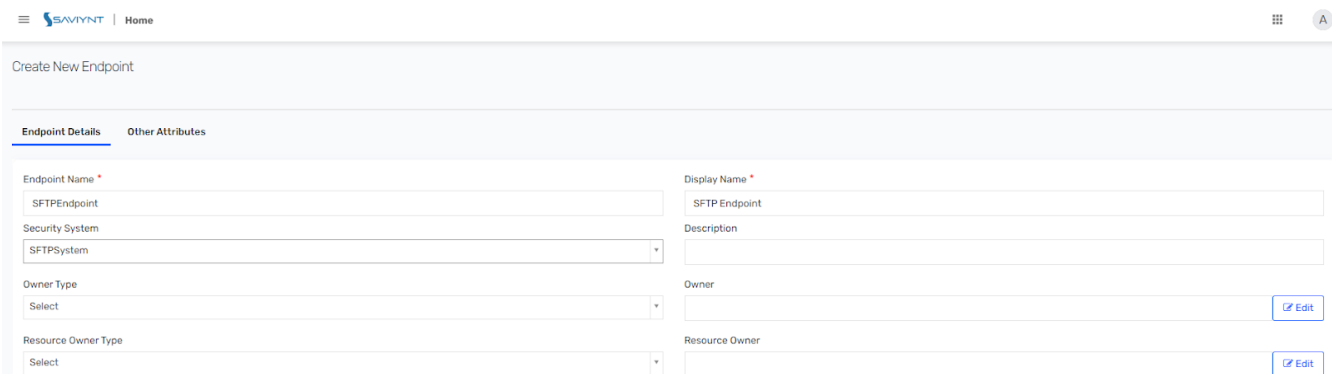 SAVIYNT | Home
A
Create New Endpoint
Endpoint Details Other Attributes
Endpoint Name * Display Name *
SFTPEndpoint SFTP Endpoint
Security System Description
SFTPSystem
Owner Type Owner
Select Edit
Resource Owner Type Resource Owner
Select Edit